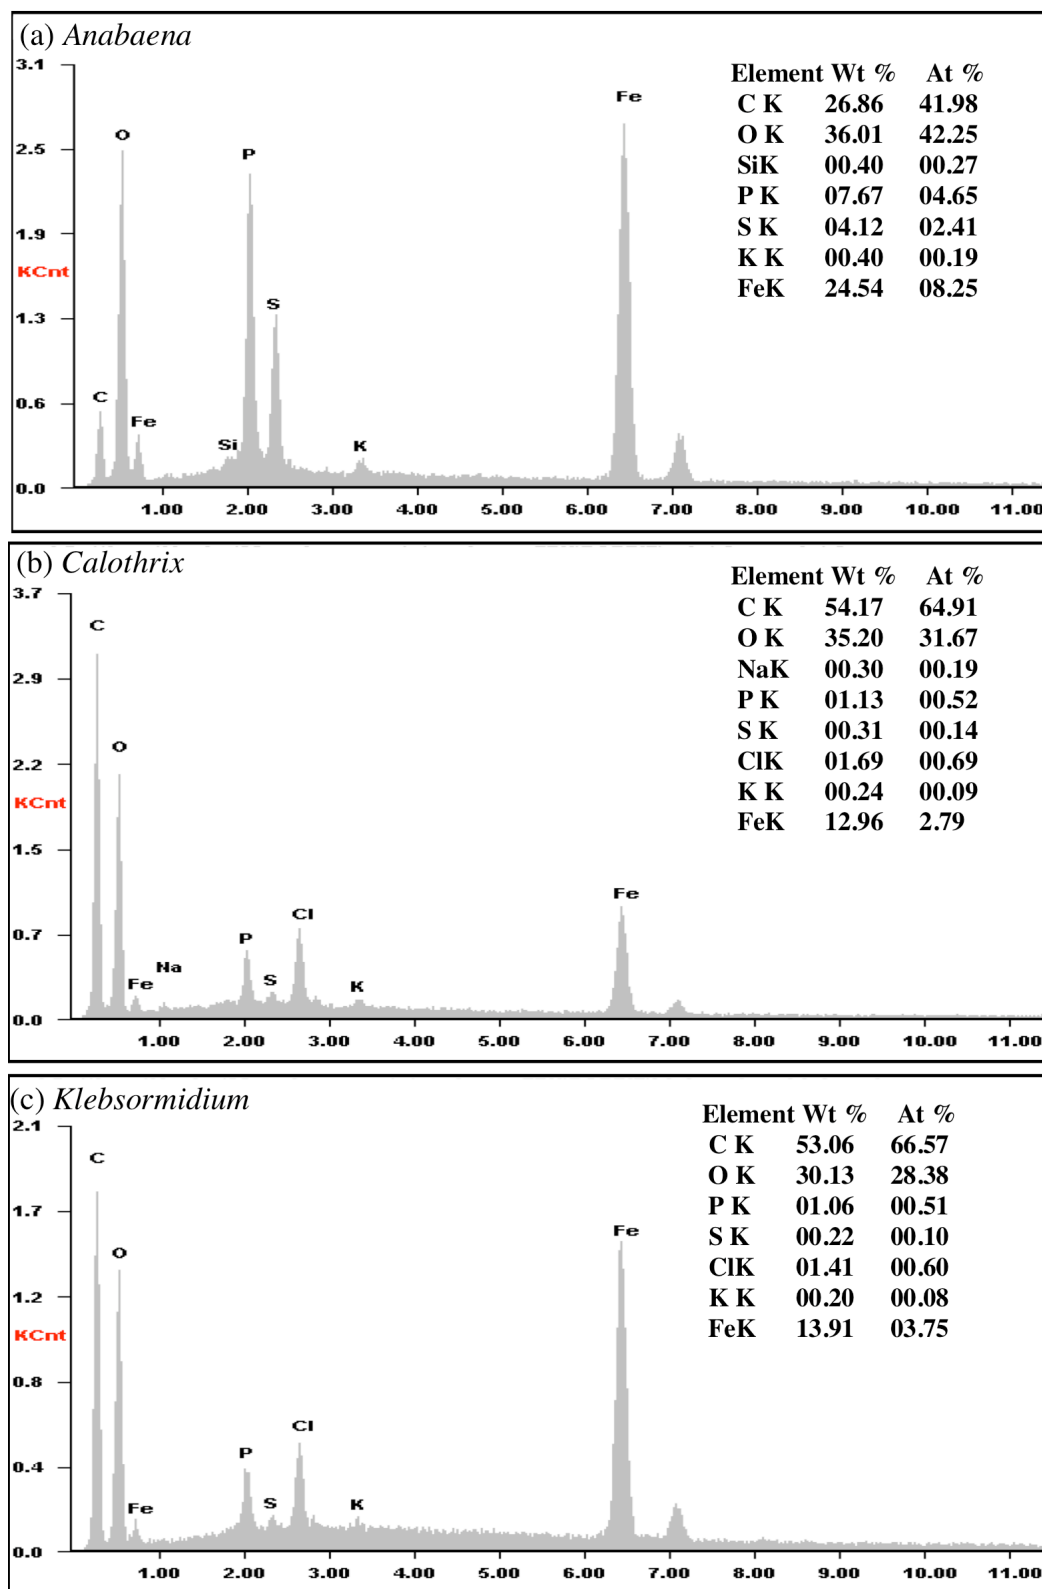 (a) Anabaena
3.1
2.5
1.9
KCnt
1.3
0.6
0.0
C
O
Fe
Si
P
S
K
Fe
1.00 2.00 3.00 4.00 5.00 6.00 7.00 8.00 9.00 10.00 11.00
Element Wt % At %
C K 26.86 41.98
O K 36.01 42.25
SiK 00.40 00.27
P K 07.67 04.65
S K 04.12 02.41
K K 00.40 00.19
FeK 24.54 08.25
(b) Calothrix
3.7
2.9
2.2
KCnt
1.5
0.7
0.0
C
O
Fe
Na
P
S
Cl
K
Fe
1.00 2.00 3.00 4.00 5.00 6.00 7.00 8.00 9.00 10.00 11.00
Element Wt % At %
C K 54.17 64.91
O K 35.20 31.67
NaK 00.30 00.19
P K 01.13 00.52
S K 00.31 00.14
ClK 01.69 00.69
K K 00.24 00.09
FeK 12.96 2.79
(c) Klebsormidium
2.1
1.7
1.2
KCnt
0.8
0.4
0.0
C
O
Fe
P
S
Cl
K
Fe
1.00 2.00 3.00 4.00 5.00 6.00 7.00 8.00 9.00 10.00 11.00
Element Wt % At %
C K 53.06 66.57
O K 30.13 28.38
P K 01.06 00.51
S K 00.22 00.10
ClK 01.41 00.60
K K 00.20 00.08
FeK 13.91 03.75